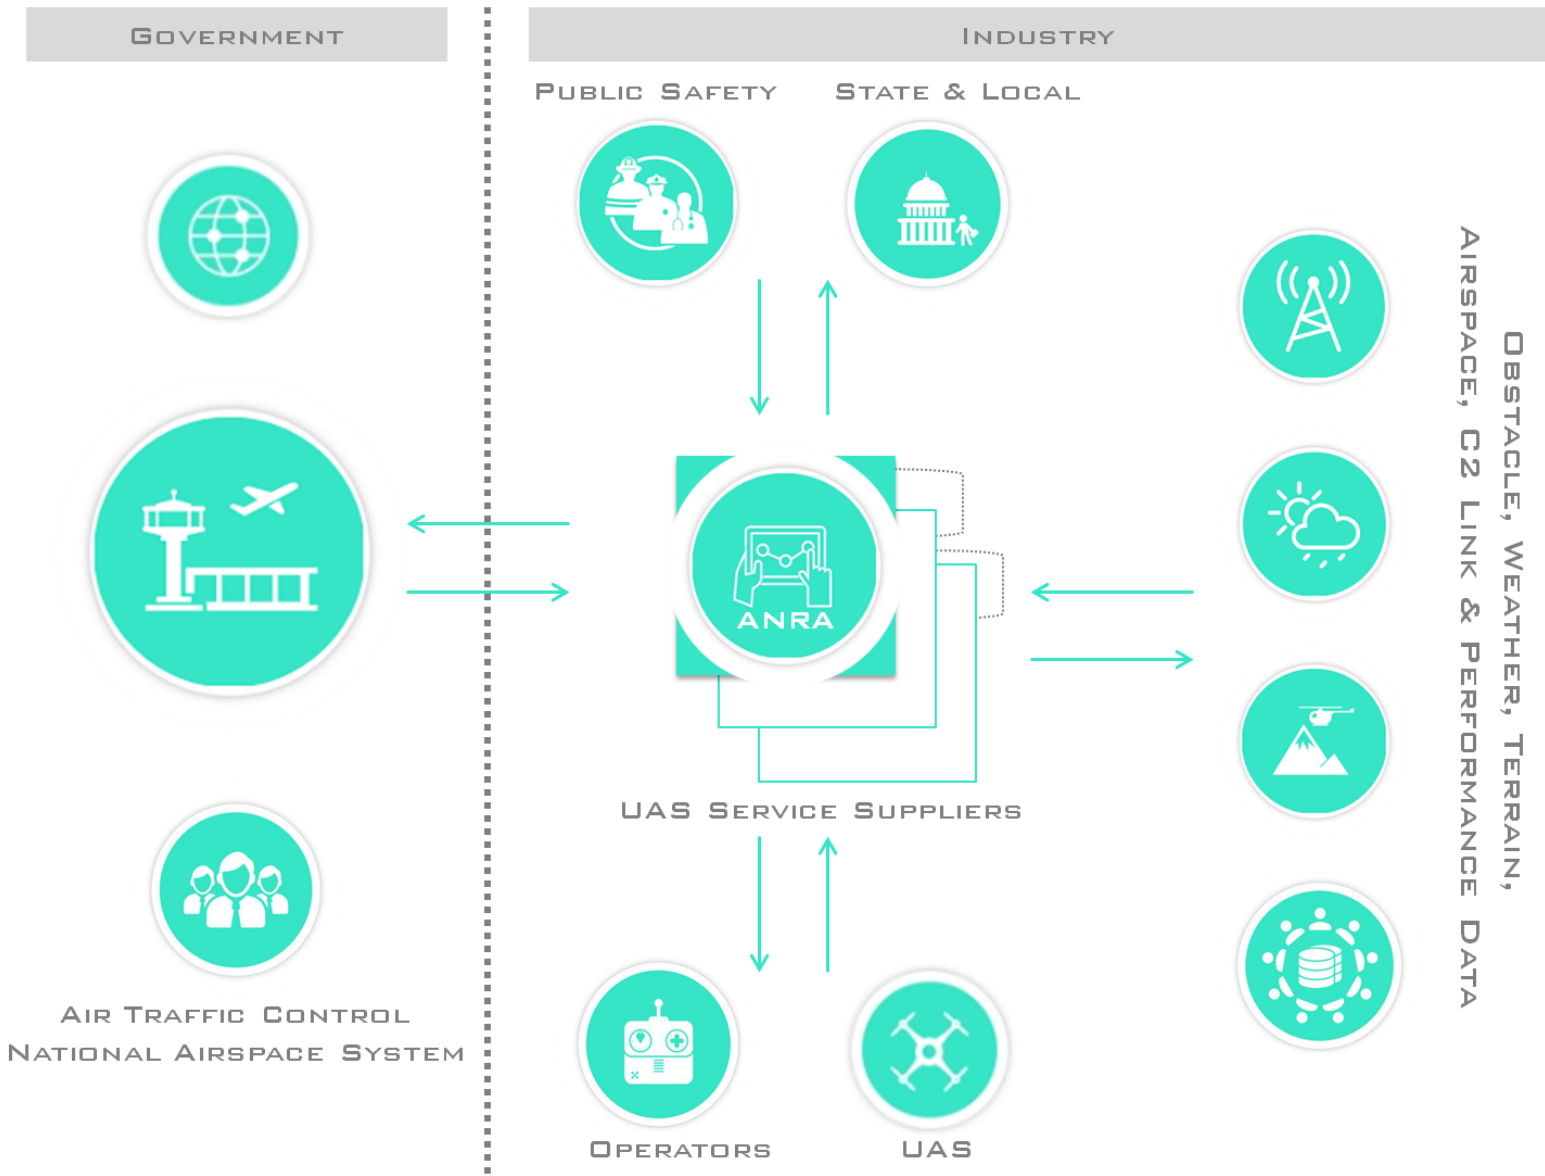 Government
Industry
Public Safety
State & Local
ANRA
UAS Service Suppliers
Obstacle, Weather, Terrain,
Airspace, C2 Link & Performance Data
Air Traffic Control
National Airspace System
Operators
UAS